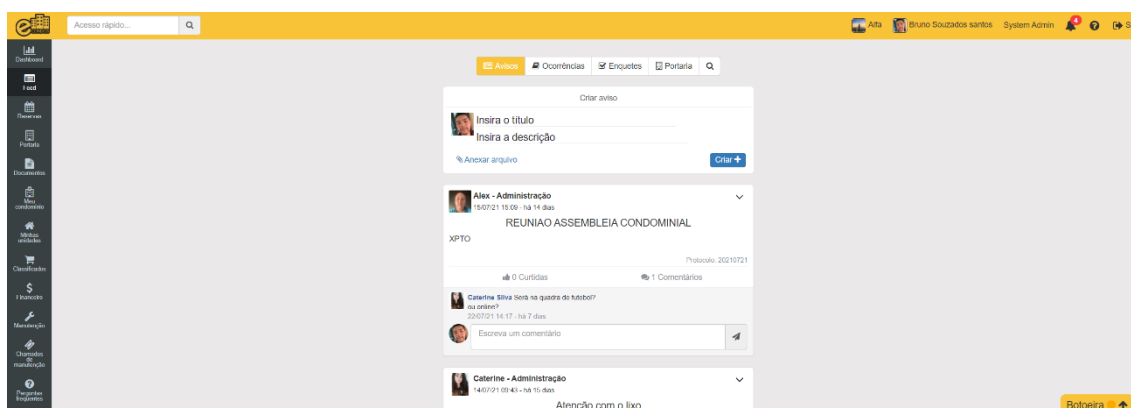 Acesso rápido...
Alfa
Bruno Souzados santos
System Admin
4
S
Dashboard
Feed
Reservas
Portaria
Documentos
Meu
condomínio
Minhas
unidades
Classificados
Financeiro
Manutenção
Chamados
de
manutenção
Perguntas
frequentes
Avisos
Ocorrências
Enquetes
Portaria
Criar aviso
Insira o título
Insira a descrição
Anexar arquivo
Criar +
Alex - Administração
15/07/21 15:09 - há 14 dias
REUNIAO ASSEMBLEIA CONDOMINIAL
XPTO
Protocolo: 20210721
0 Curtidas
1 Comentários
Caterine Silva Será na quadra de futebol?
ou online?
22/07/21 14:17 - há 7 dias
Escreva um comentário
Caterine - Administração
14/07/21 09:43 - há 15 dias
Atenção com o lixo
Botoeira